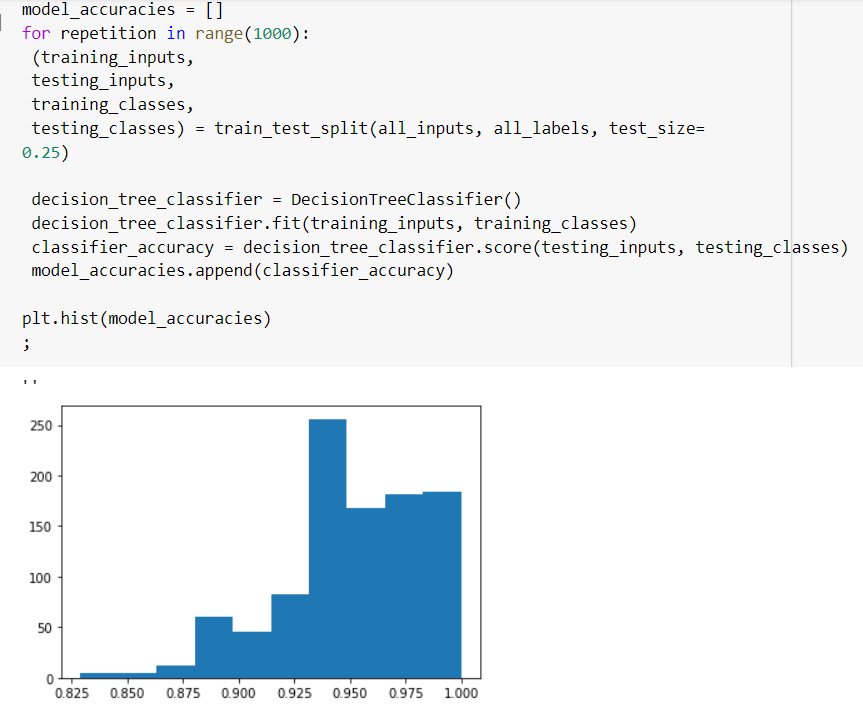 model_accuracies = []
for repetition in range(1000):
 (training_inputs,
 testing_inputs,
 training_classes,
 testing_classes) = train_test_split(all_inputs, all_labels, test_size=
0.25)
 decision_tree_classifier = DecisionTreeClassifier()
 decision_tree_classifier.fit(training_inputs, training_classes)
 classifier_accuracy = decision_tree_classifier.score(testing_inputs, testing_classes)
 model_accuracies.append(classifier_accuracy)
plt.hist(model_accuracies)
;
''
250
200
150
100
50
0
0.825 0.850 0.875 0.900 0.925 0.950 0.975 1.000